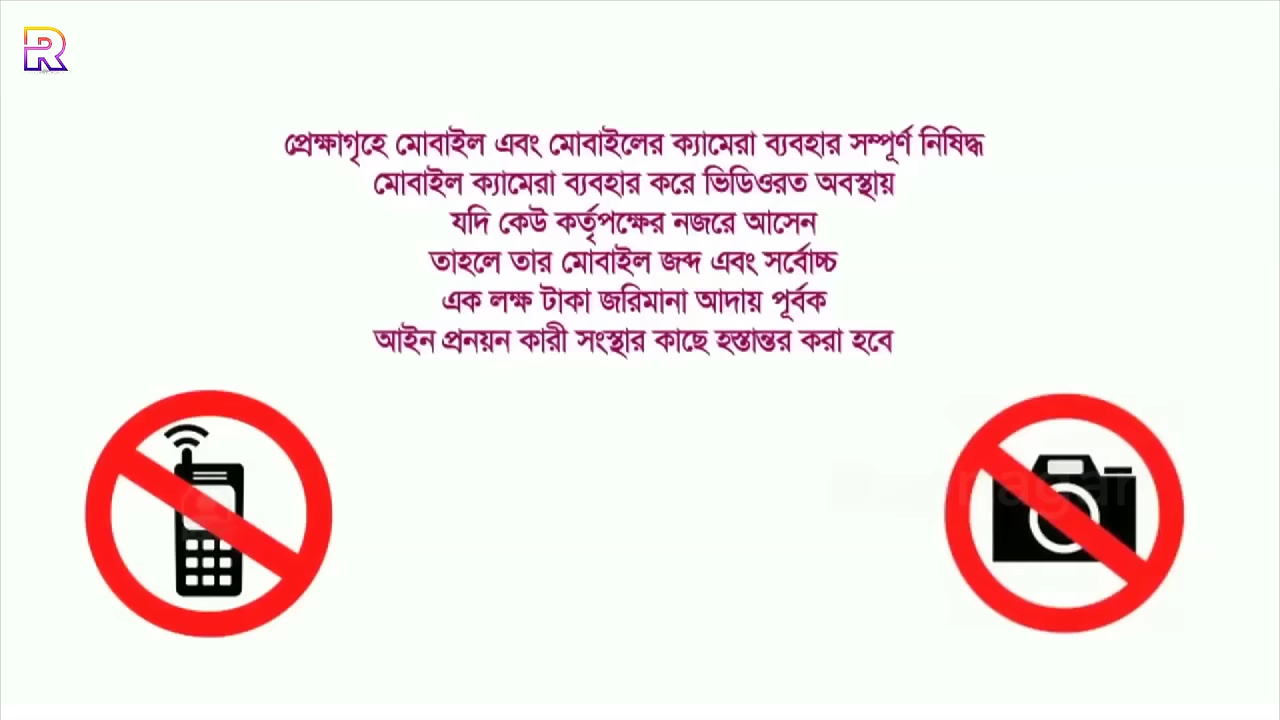 প্রেক্ষাগৃহে মোবাইল এবং মোবাইলের ক্যামেরা ব্যবহার সম্পূর্ণ নিষিদ্ধ
মোবাইল ক্যামেরা ব্যবহার করে ভিডিওরত অবস্থায়
যদি কেউ কর্তৃপক্ষের নজরে আসেন
তাহলে তার মোবাইল জব্দ এবং সর্বোচ্চ
এক লক্ষ টাকা জরিমানা আদায় পূর্বক
আইন প্রনয়ন কারী সংস্থার কাছে হস্তান্তর করা হবে